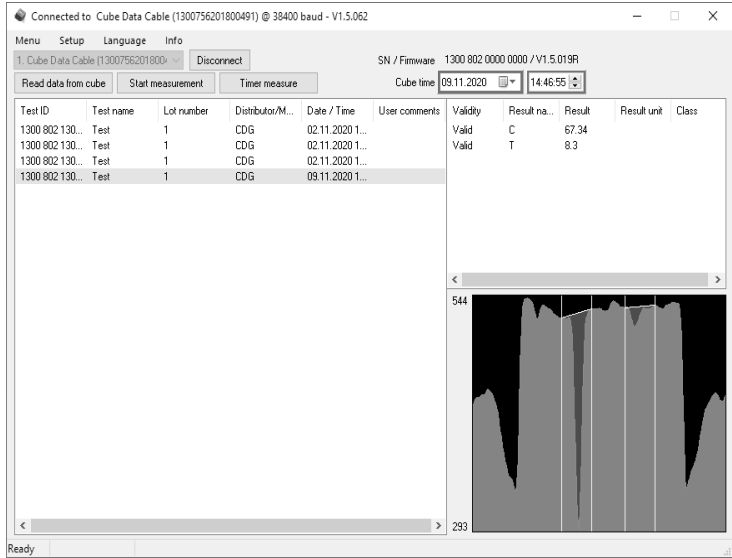 Connected to Cube Data Cable (1300756201800491) @ 38400 baud - V1.5.062
Menu Setup Language Info
1. Cube Data Cable (1300756201800 Disconnect SN / Firmware 1300 802 0000 0000 / V1.5.019R
Read data from cube Start measurement Timer measure Cube time 09.11.2020 14:46:55
Test ID Test name Lot number Distributor/M... Date / Time User comments Validity Result na... Result Result unit Class
1300 802 130... Test 1 CDG 02.11.2020 1... Valid C 67.34
1300 802 130... Test 1 CDG 02.11.2020 1... Valid T 8.3
1300 802 130... Test 1 CDG 02.11.2020 1...
1300 802 130... Test 1 CDG 09.11.2020 1...
544
293
Ready